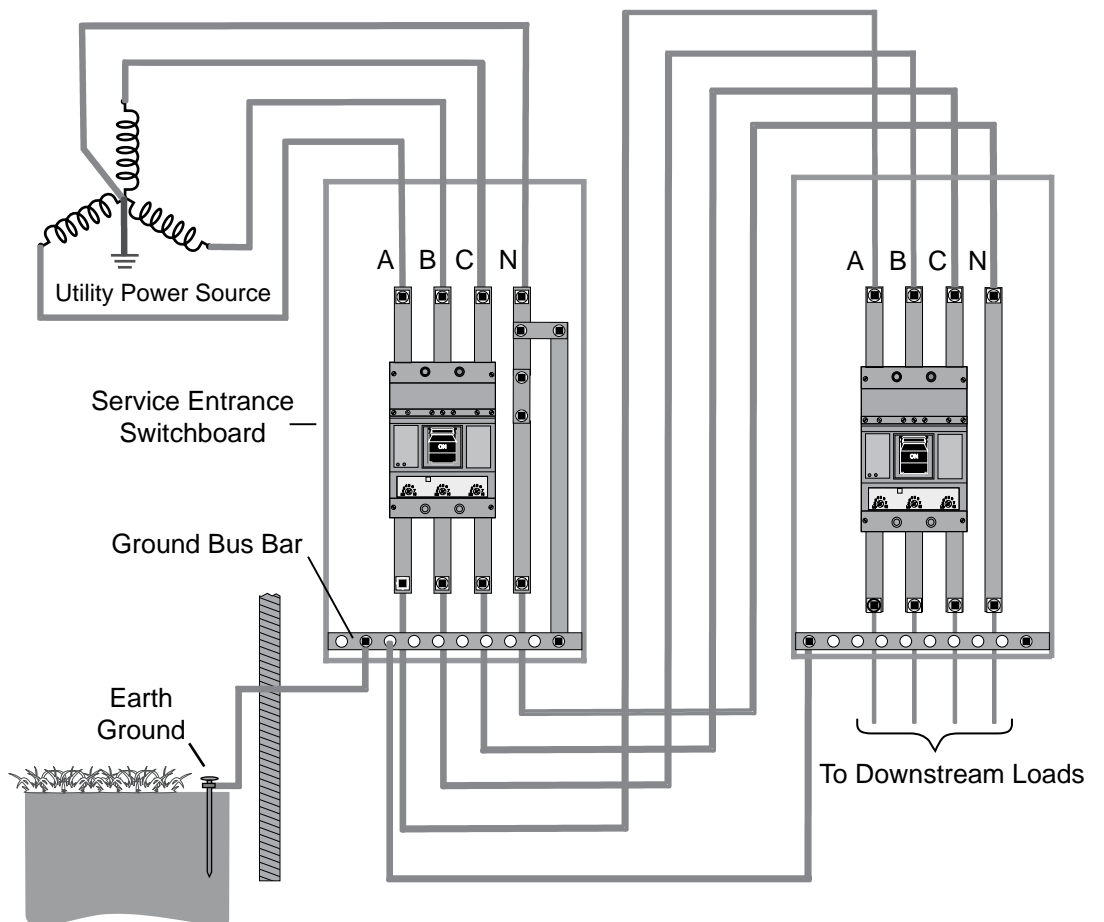 A B C N
A B C N
Utility Power Source
Service Entrance
Switchboard
ON
ON
Ground Bus Bar
Earth
Ground
To Downstream Loads